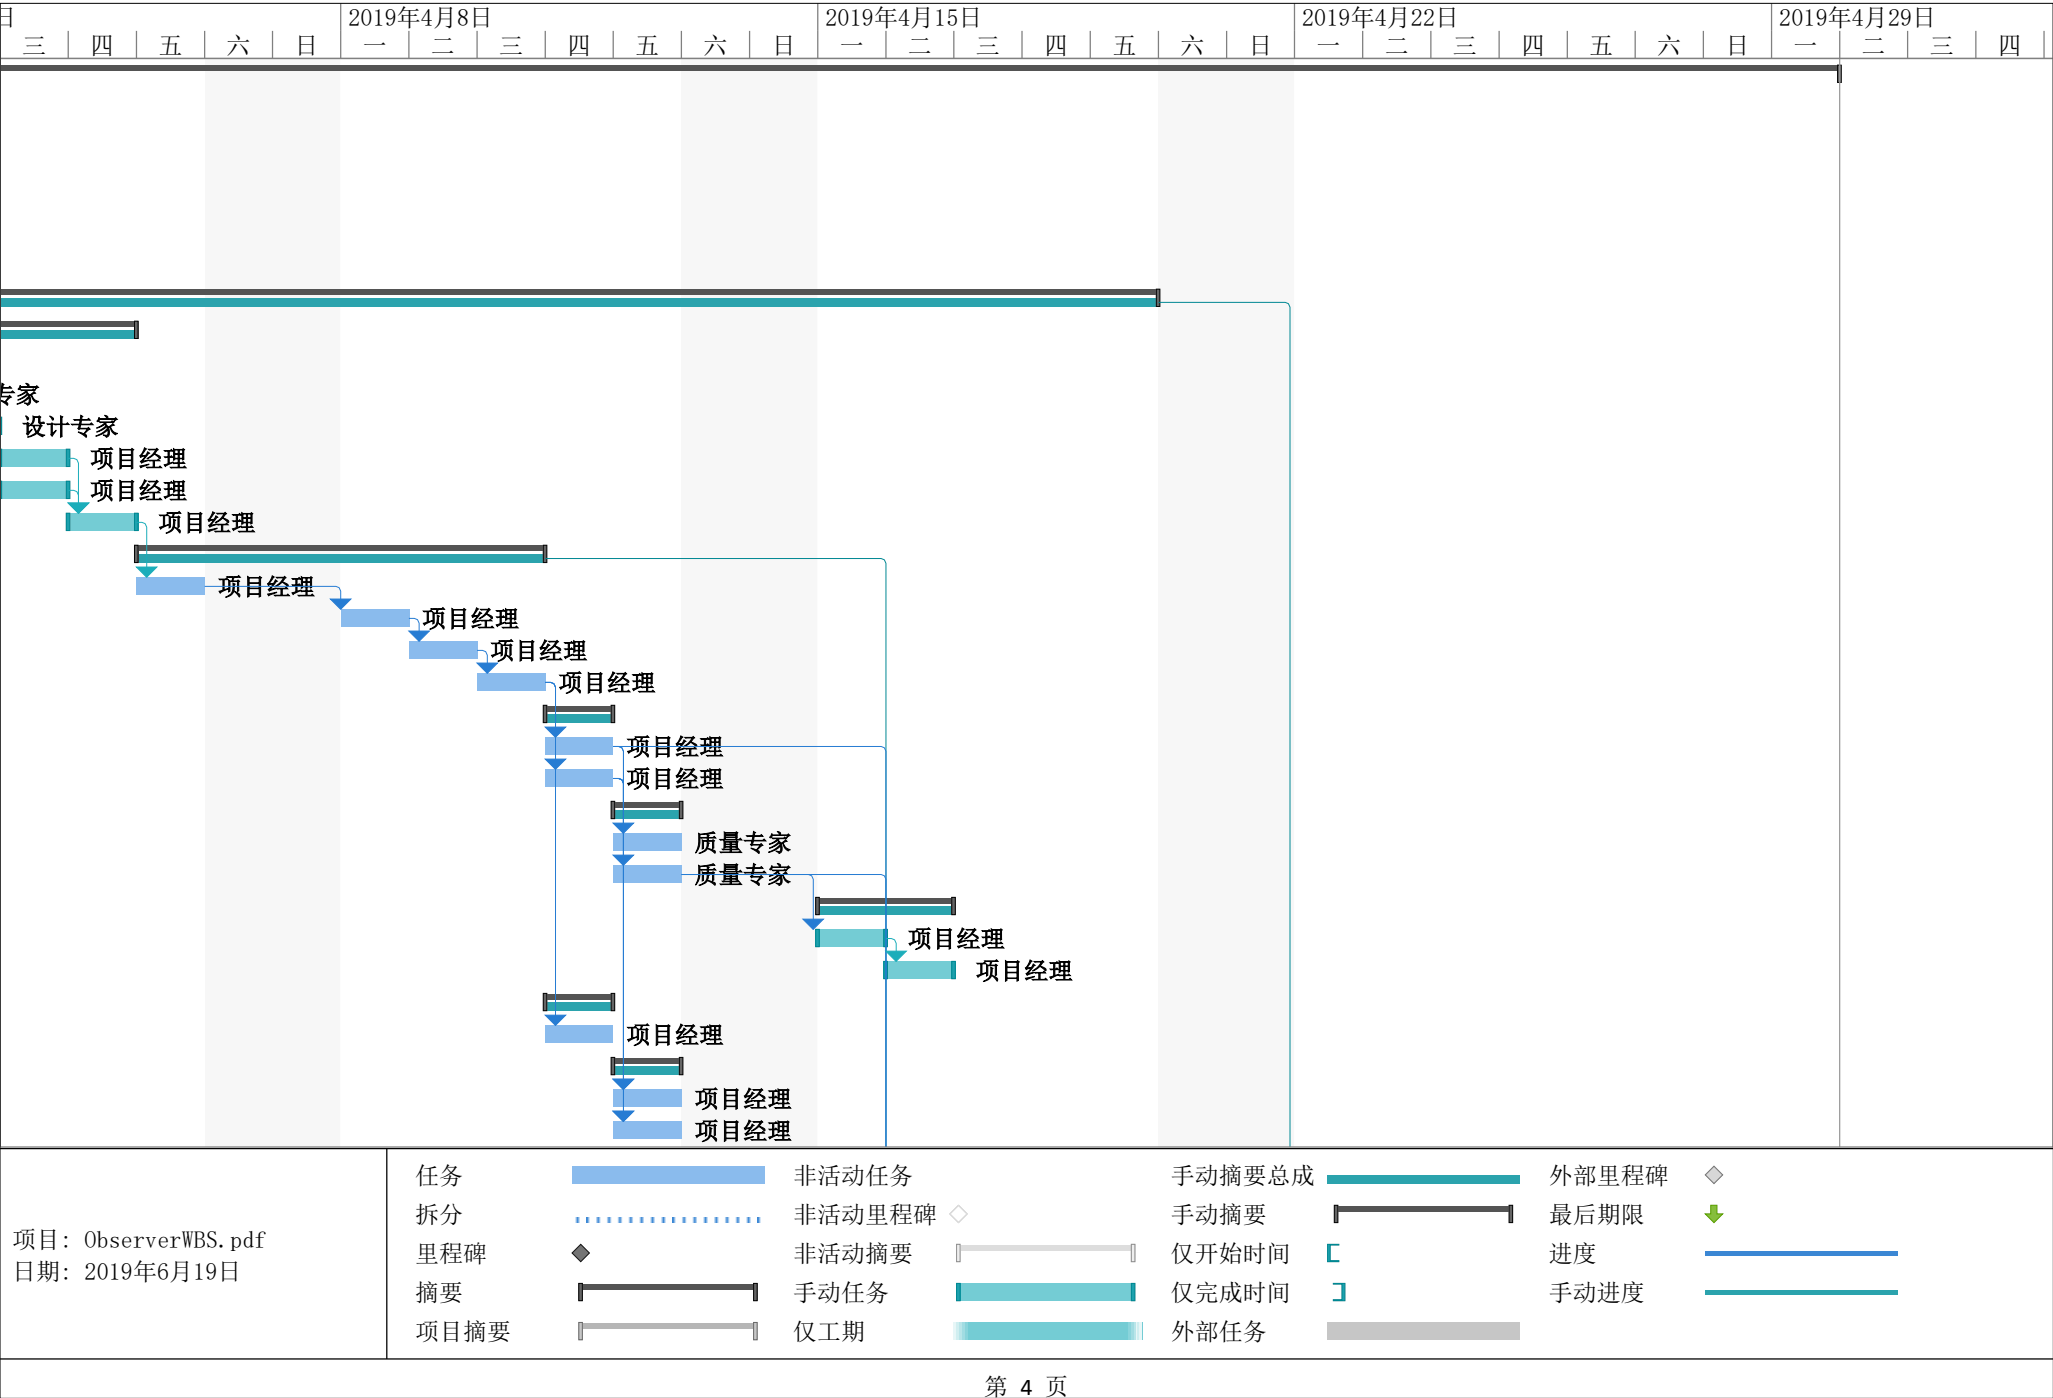 日 2019年4月8日 2019年4月15日 2019年4月22日 2019年4月29日
三 四 五 六 日 一 二 三 四 五 六 日 一 二 三 四 五 六 日 一 二 三 四 五 六 日 一 二 三 四
专家
设计专家
项目经理
项目经理
项目经理
项目经理
项目经理
项目经理
项目经理
项目经理
项目经理
质量专家
质量专家
项目经理
项目经理
项目经理
项目经理
项目经理
项目: ObserverWBS.pdf
日期: 2019年6月19日
任务
拆分
里程碑
摘要
项目摘要
非活动任务
非活动里程碑
非活动摘要
手动任务
仅工期
手动摘要总成
手动摘要
仅开始时间
仅完成时间
外部任务
外部里程碑
最后期限
进度
手动进度
第 4 页